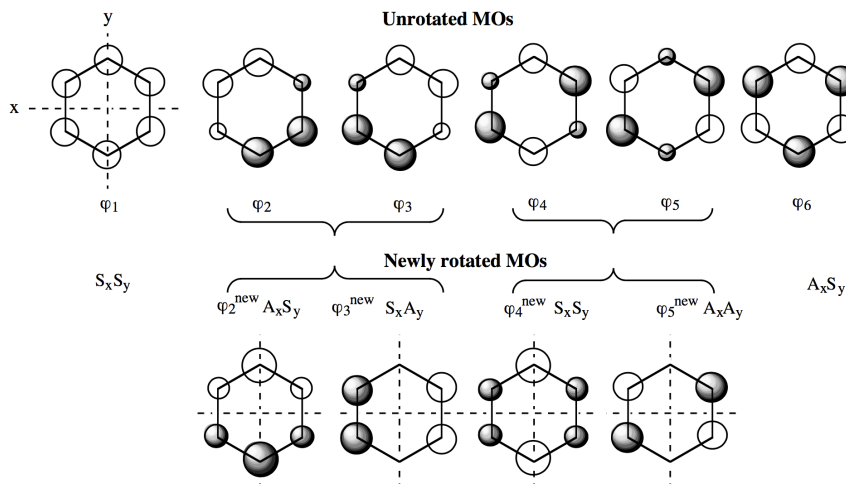 Unrotated MOs
y
x
φ1 φ2 φ3 φ4 φ5 φ6
Newly rotated MOs
SxSy AxSy
φ2new AxSy φ3new SxAy φ4new SxSy φ5new AxAy